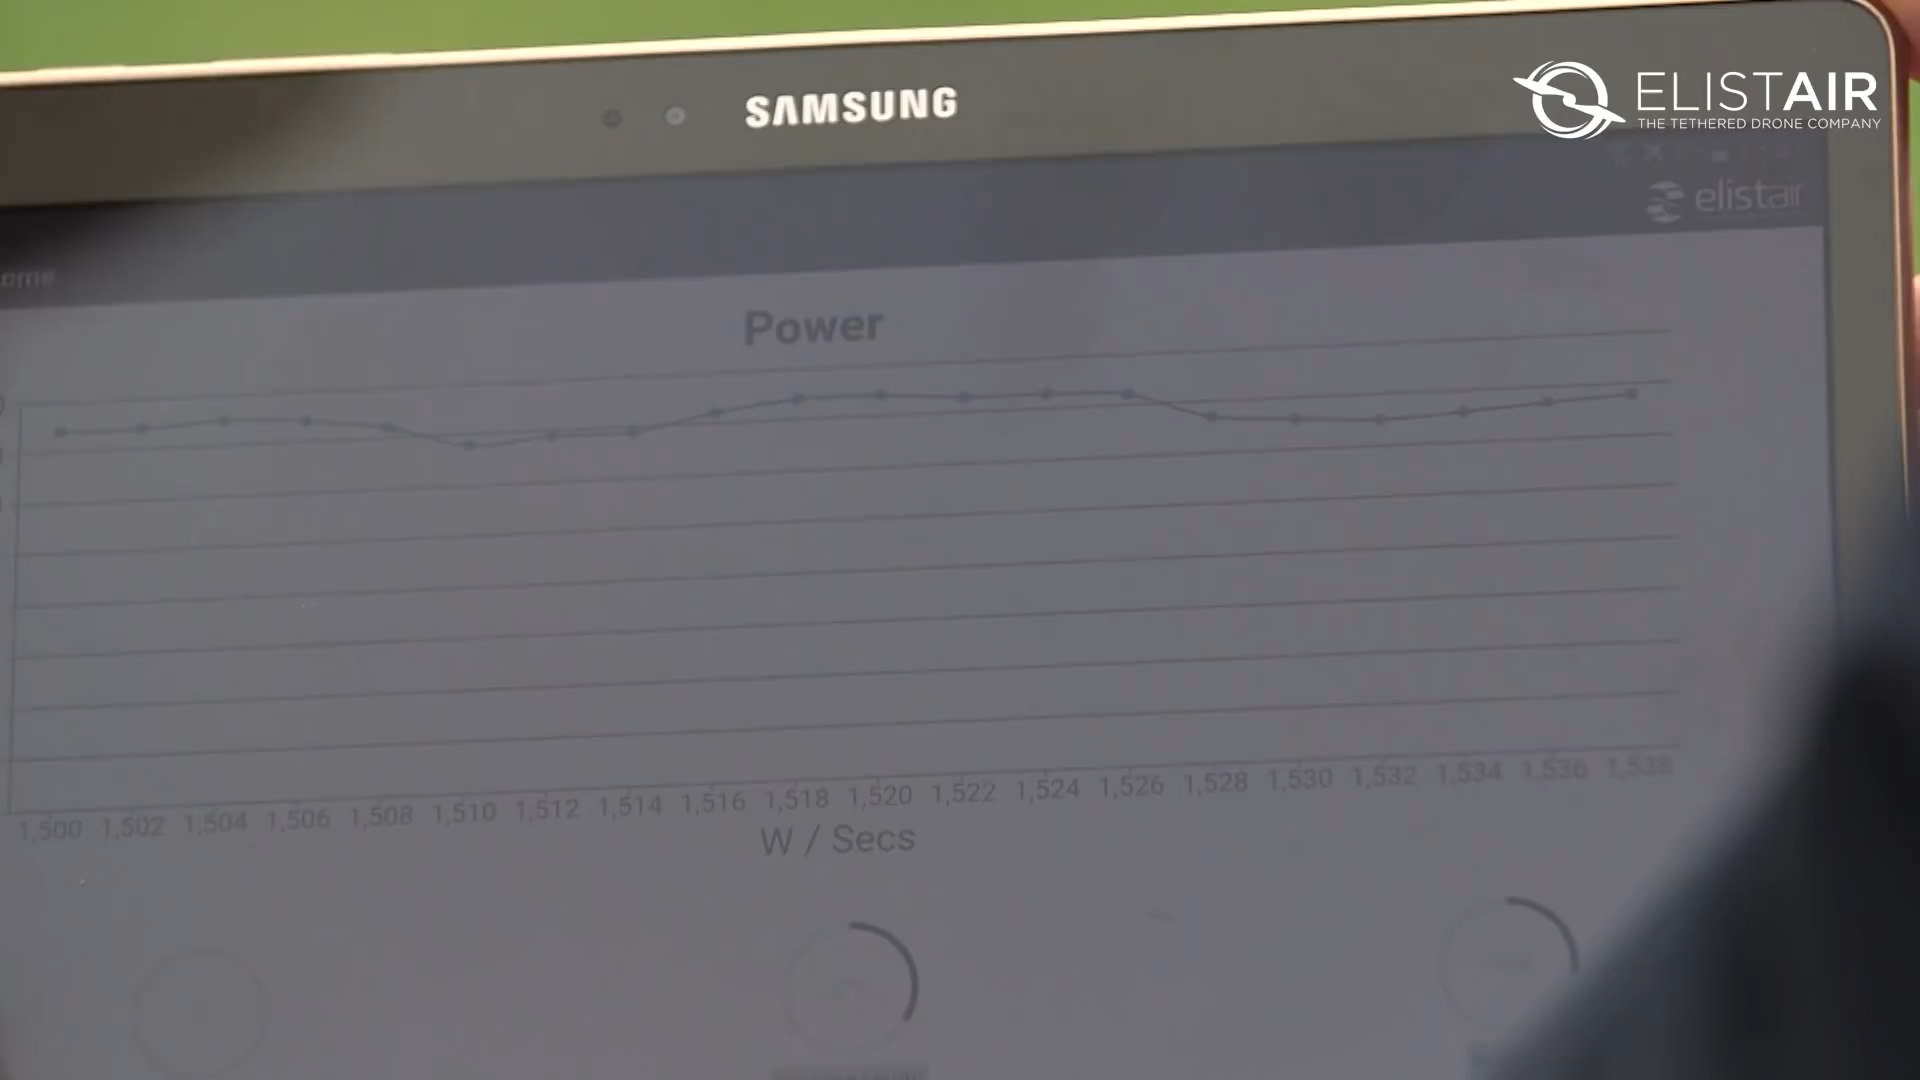 SAMSUNG
ELISTAIR
THE TETHERED DRONE COMPANY
elistair
ome
Power
1,500 1,502 1,504 1,506 1,508 1,510 1,512 1,514 1,516 1,518 1,520 1,522 1,524 1,526 1,528 1,530 1,532 1,534 1,536 1,538
W / Secs